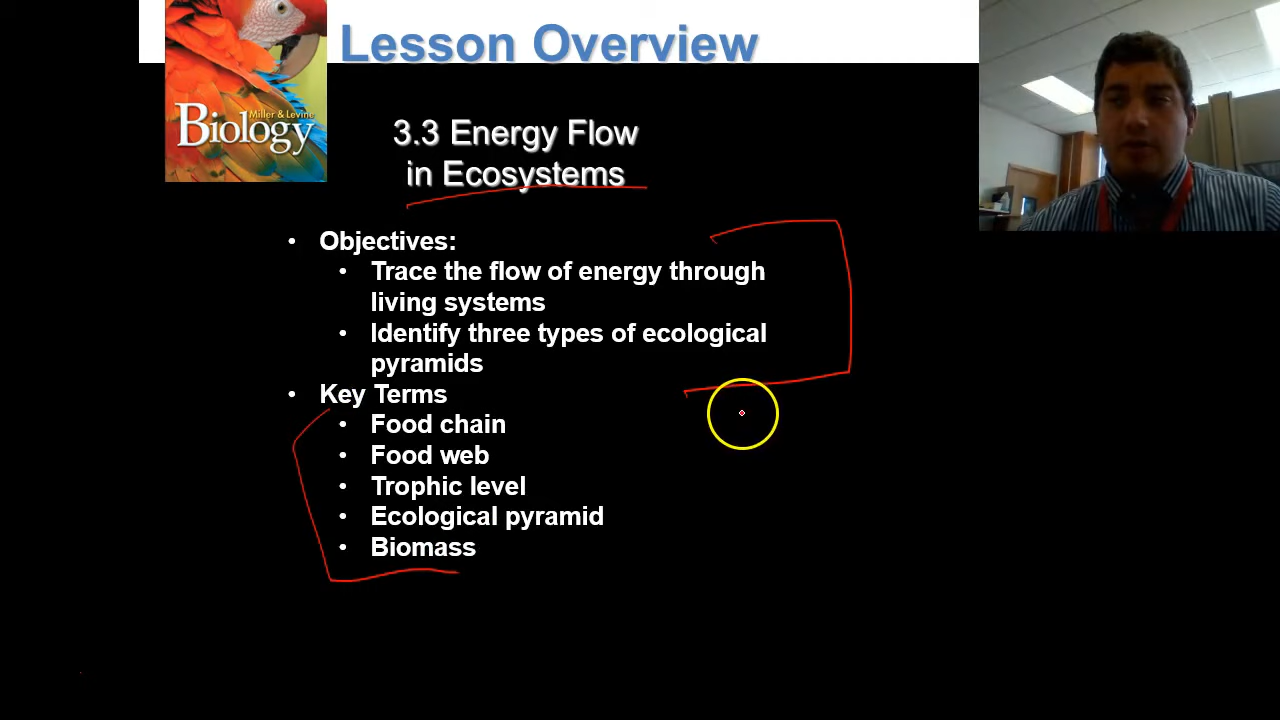 Lesson Overview
Miller & Levine
Biology
3.3 Energy Flow
in Ecosystems
• Objectives:
• Trace the flow of energy through
living systems
• Identify three types of ecological
pyramids
• Key Terms
• Food chain
• Food web
• Trophic level
• Ecological pyramid
• Biomass